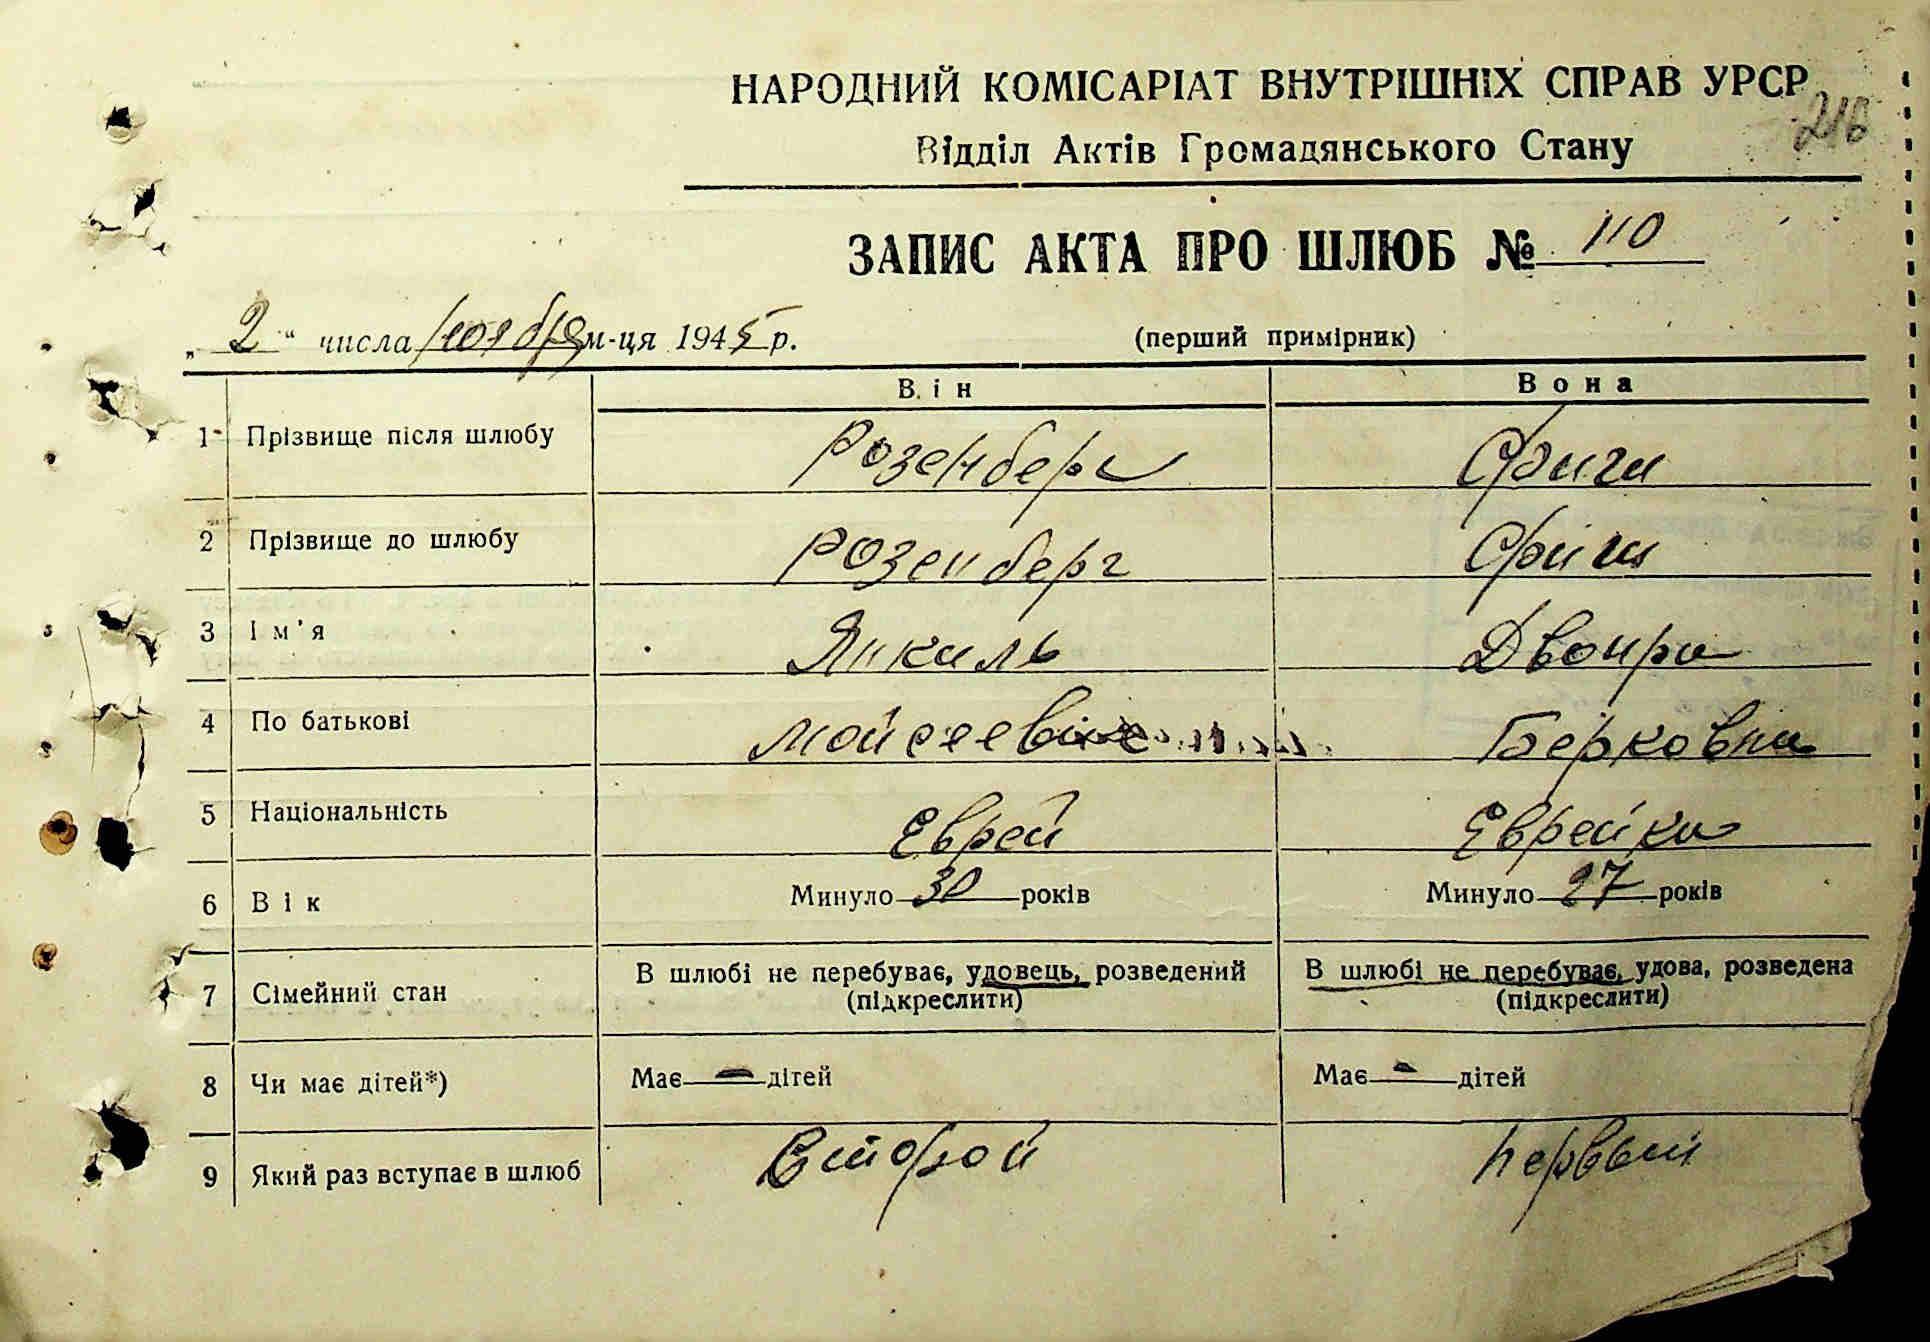 НАРОДНИЙ КОМІСАРІАТ ВНУТРІШНІХ СПРАВ УРСР
216
Відділ Актів Громадянського Стану
ЗАПИС АКТА ПРО ШЛЮБ № 110
„2“ числа ноября м-ця 1945 р. (перший примірник)
Він Вона
1 Прізвище після шлюбу Розенберг
2 Прізвище до шлюбу Розенберг
3 Ім'я Янкиль Двойра
4 По батькові Мойсеевич Берковна
5 Національність Еврей Еврейка
6 Вік Минуло 30 років Минуло 27 років
7 Сімейний стан В шлюбі не перебуває, удовець, розведений В шлюбі не перебуває, удова, розведена
(підкреслити) (підкреслити)
8 Чи має дітей*) Має — дітей Має - дітей
9 Який раз вступає в шлюб Второй Первый